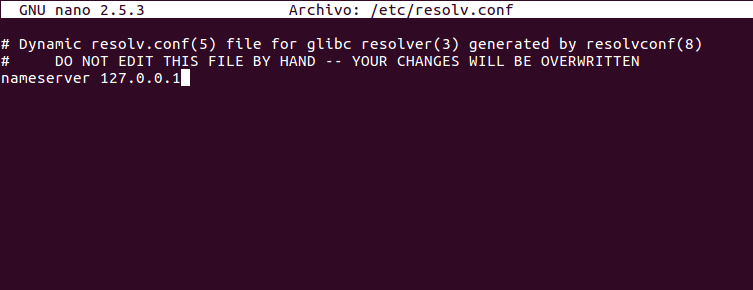 GNU nano 2.5.3 Archivo: /etc/resolv.conf
# Dynamic resolv.conf(5) file for glibc resolver(3) generated by resolvconf(8)
# DO NOT EDIT THIS FILE BY HAND -- YOUR CHANGES WILL BE OVERWRITTEN
nameserver 127.0.0.1